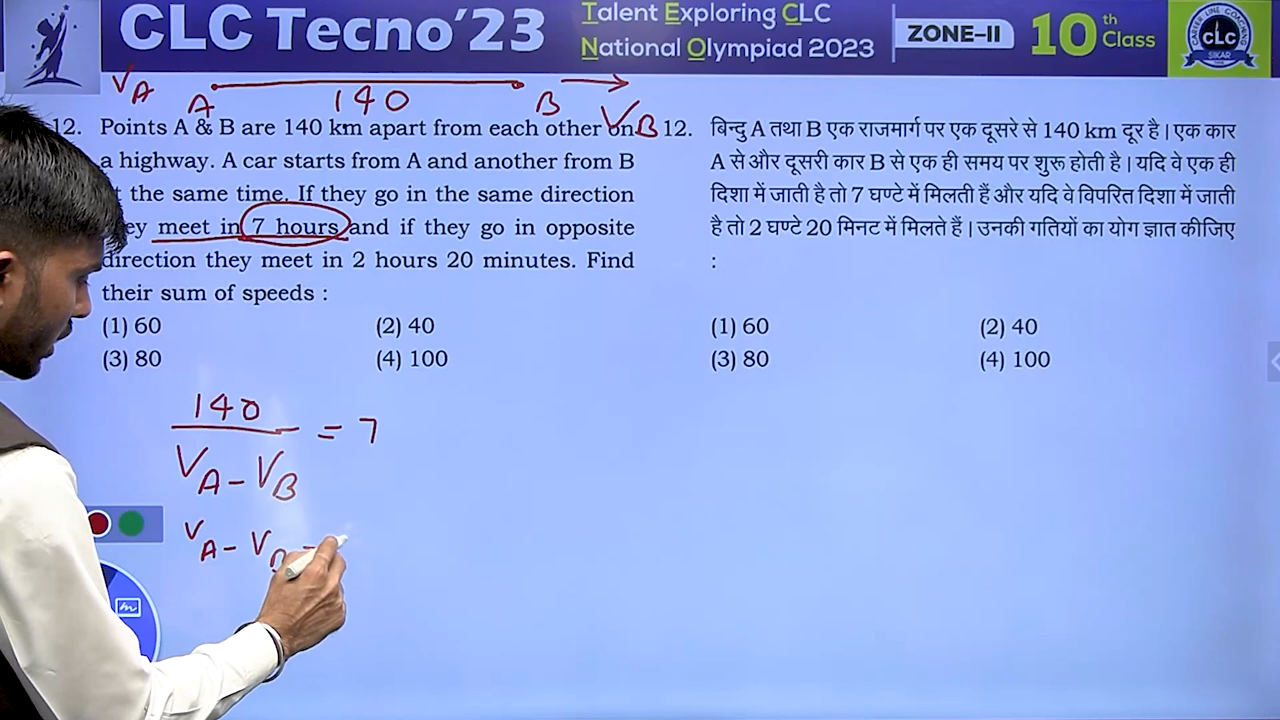 CLC Tecno'23
Talent Exploring CLC
National Olympiad 2023
ZONE–II
10th Class
CAREER LINE COACHING
CLC
SIKAR
VA
A
140
B
VB
12. Points A & B are 140 km apart from each other on
a highway. A car starts from A and another from B
the same time. If they go in the same direction
meet in 7 hours and if they go in opposite
direction they meet in 2 hours 20 minutes. Find
their sum of speeds :
(1) 60 (2) 40
(3) 80 (4) 100
12. बिन्दु A तथा B एक राजमार्ग पर एक दूसरे से 140 km दूर है। एक कार
A से और दूसरी कार B से एक ही समय पर शुरू होती है। यदि वे एक ही
दिशा में जाती है तो 7 घण्टे में मिलती हैं और यदि वे विपरित दिशा में जाती
है तो 2 घण्टे 20 मिनट में मिलते हैं। उनकी गतियों का योग ज्ञात कीजिए
:
(1) 60 (2) 40
(3) 80 (4) 100
140
= 7
VA – VB
VA – V